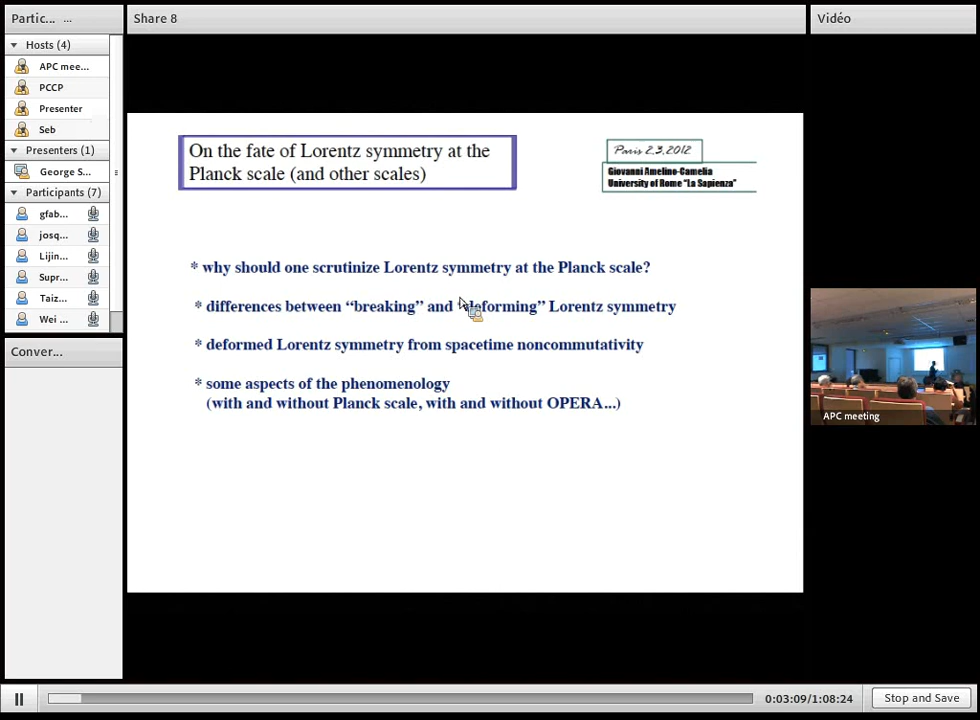 Partic... ...
Share 8
Vidéo
Hosts (4)
APC mee...
PCCP
Presenter
Seb
Presenters (1)
George S...
Participants (7)
gfab...
josq...
Lijin...
Supr...
Taiz...
Wei ...
Conver...
On the fate of Lorentz symmetry at the
Planck scale (and other scales)
Paris 2.3.2012
Giovanni Amelino-Camelia
University of Rome "La Sapienza"
* why should one scrutinize Lorentz symmetry at the Planck scale?
* differences between “breaking” and “deforming” Lorentz symmetry
* deformed Lorentz symmetry from spacetime noncommutativity
* some aspects of the phenomenology
(with and without Planck scale, with and without OPERA...)
APC meeting
0:03:09/1:08:24
Stop and Save